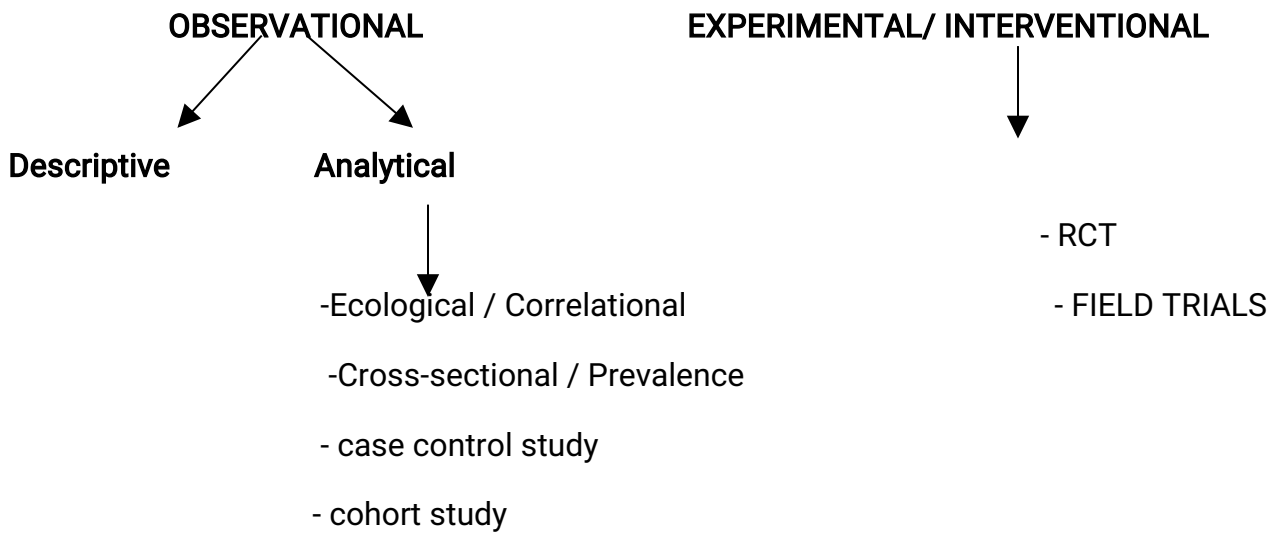 OBSERVATIONAL
EXPERIMENTAL/ INTERVENTIONAL
Descriptive
Analytical
- RCT
-Ecological / Correlational
- FIELD TRIALS
-Cross-sectional / Prevalence
- case control study
- cohort study